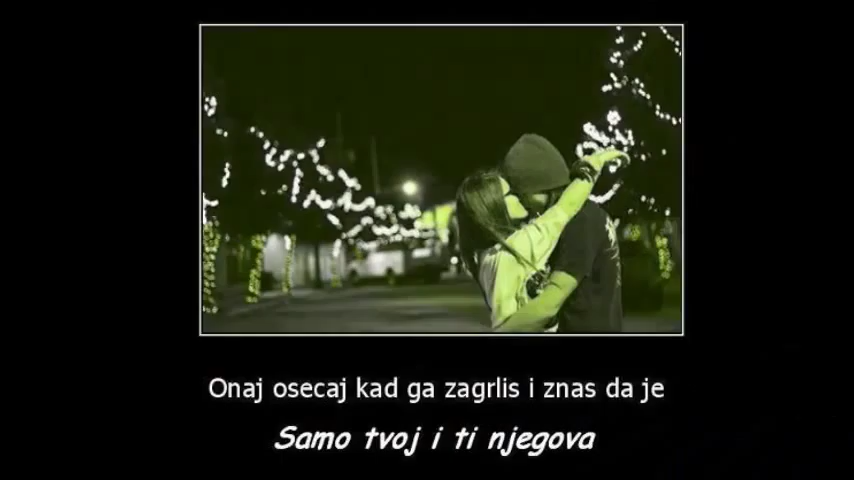 Onaj osecaj kad ga zagrlis i znas da je
Samo tvoj i ti njegova